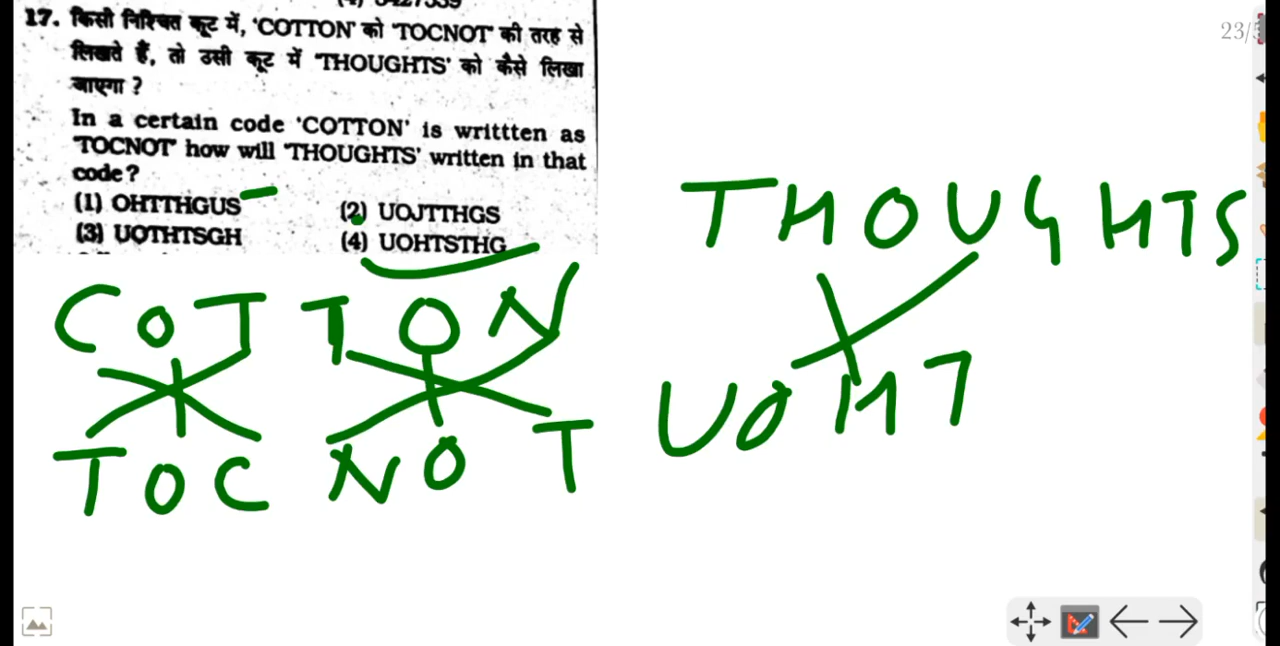 17. किसी निश्चित कूट में, 'COTTON' को 'TOCNOT' की तरह से
लिखते हैं, तो उसी कूट में 'THOUGHTS' को कैसे लिखा
जाएगा ?
In a certain code 'COTTON' is writtten as
'TOCNOT' how will 'THOUGHTS' written in that
code?
(1) OHTTHGUS
(2) UOJTTHGS
(3) UOTHTSGH
(4) UOHTSTHG
THOUGHTS
COTTON
UOHT
TOCNOT